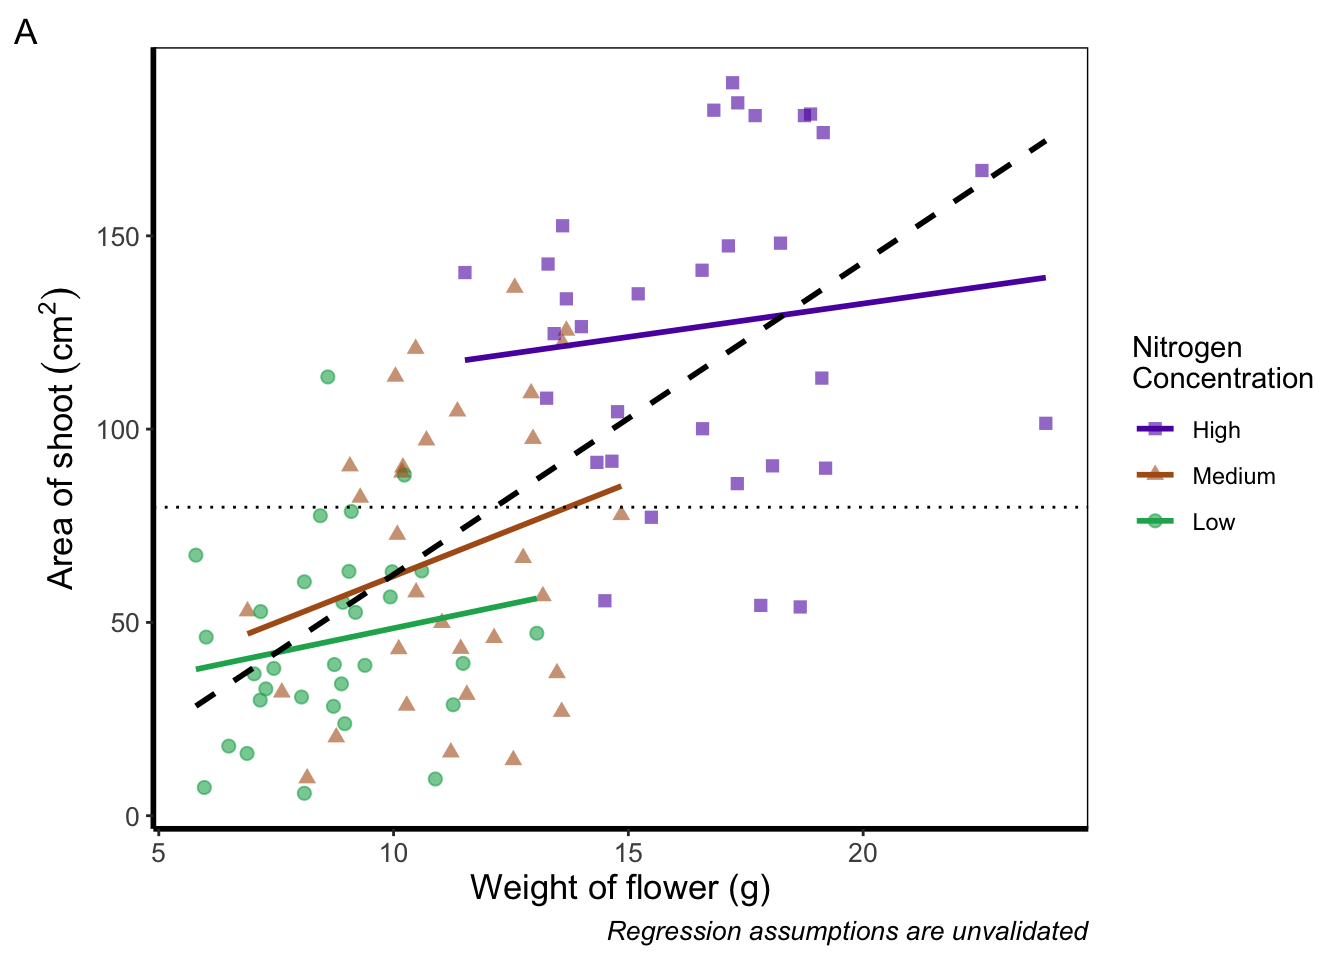 A
Area of shoot (cm²)
150
100
50
0
5 10 15 20
Weight of flower (g)
Regression assumptions are unvalidated
Nitrogen
Concentration
High
Medium
Low